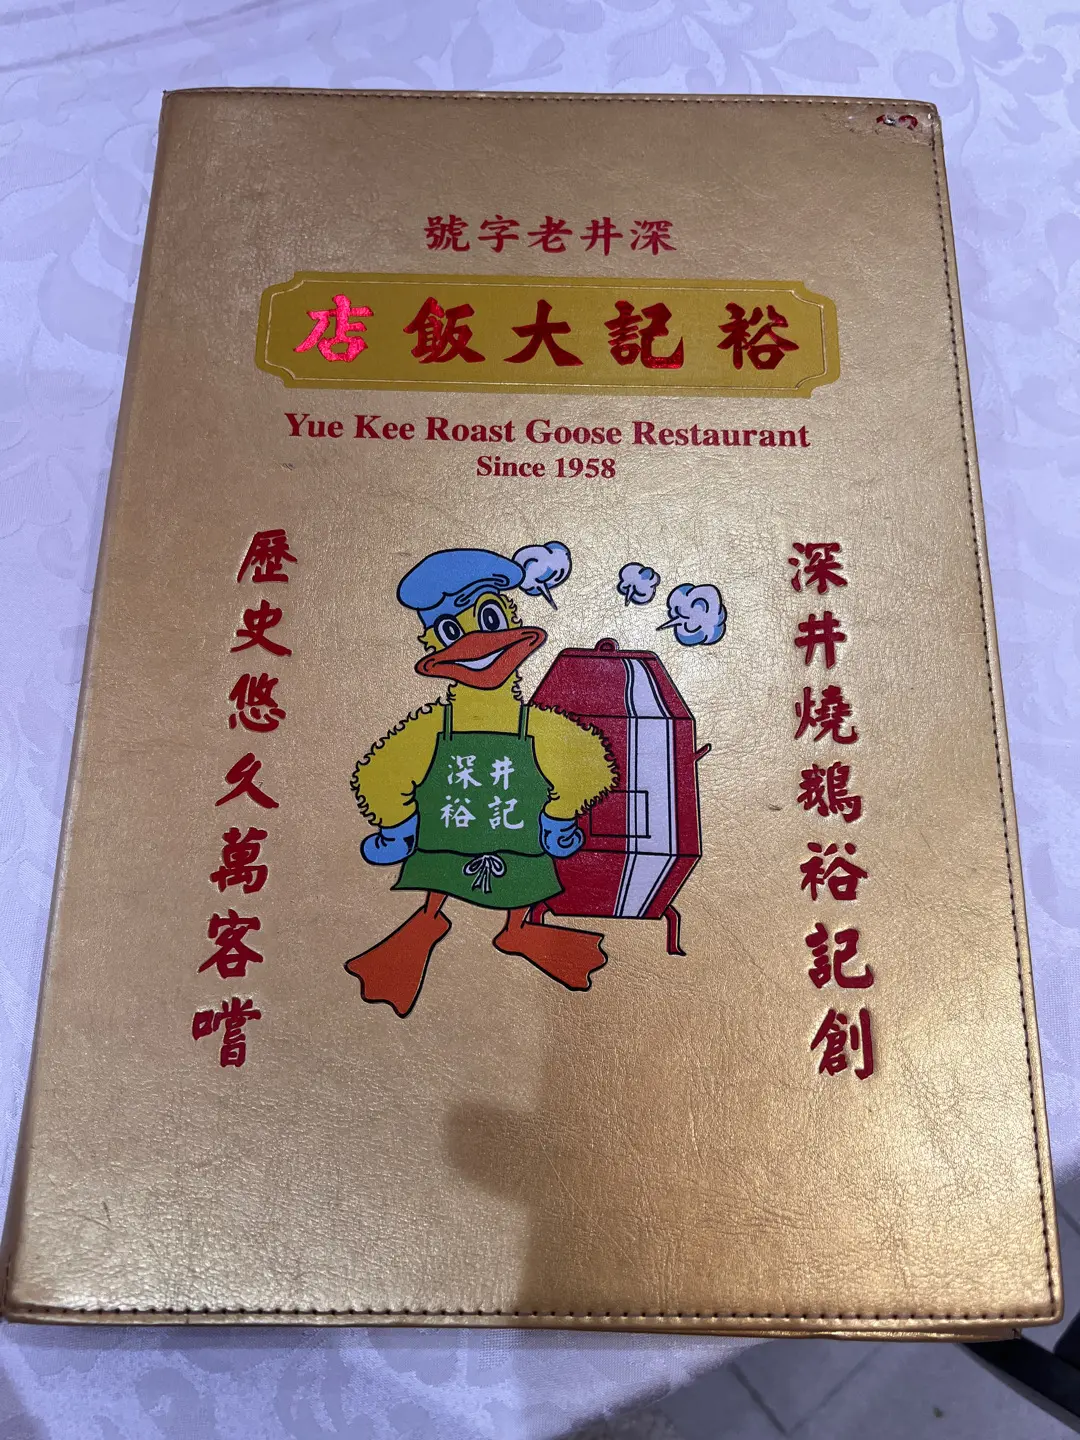 深井老字號
裕記大飯店
Yue Kee Roast Goose Restaurant
Since 1958
深井燒鵝裕記創
歷史悠久萬客嚐
深井
裕記